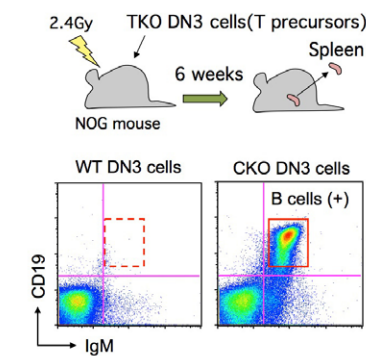 2.4Gy
TKO DN3 cells(T precursors)
6 weeks
Spleen
NOG mouse
WT DN3 cells
CKO DN3 cells
B cells (+)
CD19
IgM